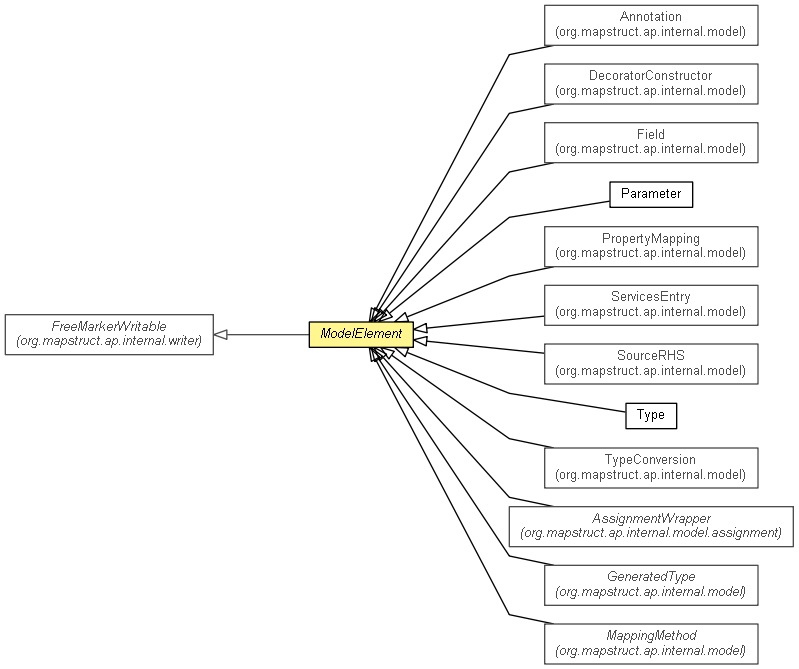 Annotation
(org.mapstruct.ap.internal.model)
DecoratorConstructor
(org.mapstruct.ap.internal.model)
Field
(org.mapstruct.ap.internal.model)
Parameter
PropertyMapping
(org.mapstruct.ap.internal.model)
ServicesEntry
(org.mapstruct.ap.internal.model)
FreeMarkerWritable
(org.mapstruct.ap.internal.writer)
ModelElement
SourceRHS
(org.mapstruct.ap.internal.model)
Type
TypeConversion
(org.mapstruct.ap.internal.model)
AssignmentWrapper
(org.mapstruct.ap.internal.model.assignment)
GeneratedType
(org.mapstruct.ap.internal.model)
MappingMethod
(org.mapstruct.ap.internal.model)